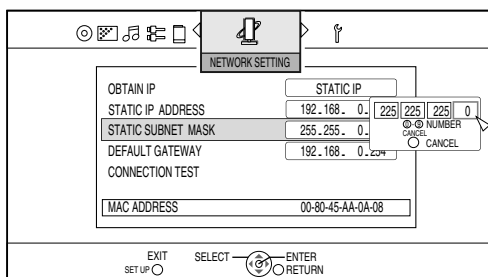 NETWORK SETTING
OBTAIN IP STATIC IP
STATIC IP ADDRESS 192.168. 0.
STATIC SUBNET MASK 255.255. 0.
DEFAULT GATEWAY 192.168. 0.254
CONNECTION TEST
225 225 225 0
0-9 NUMBER
CANCEL
CANCEL
MAC ADDRESS 00-80-45-AA-0A-08
EXIT
SET UP
SELECT
ENTER
RETURN